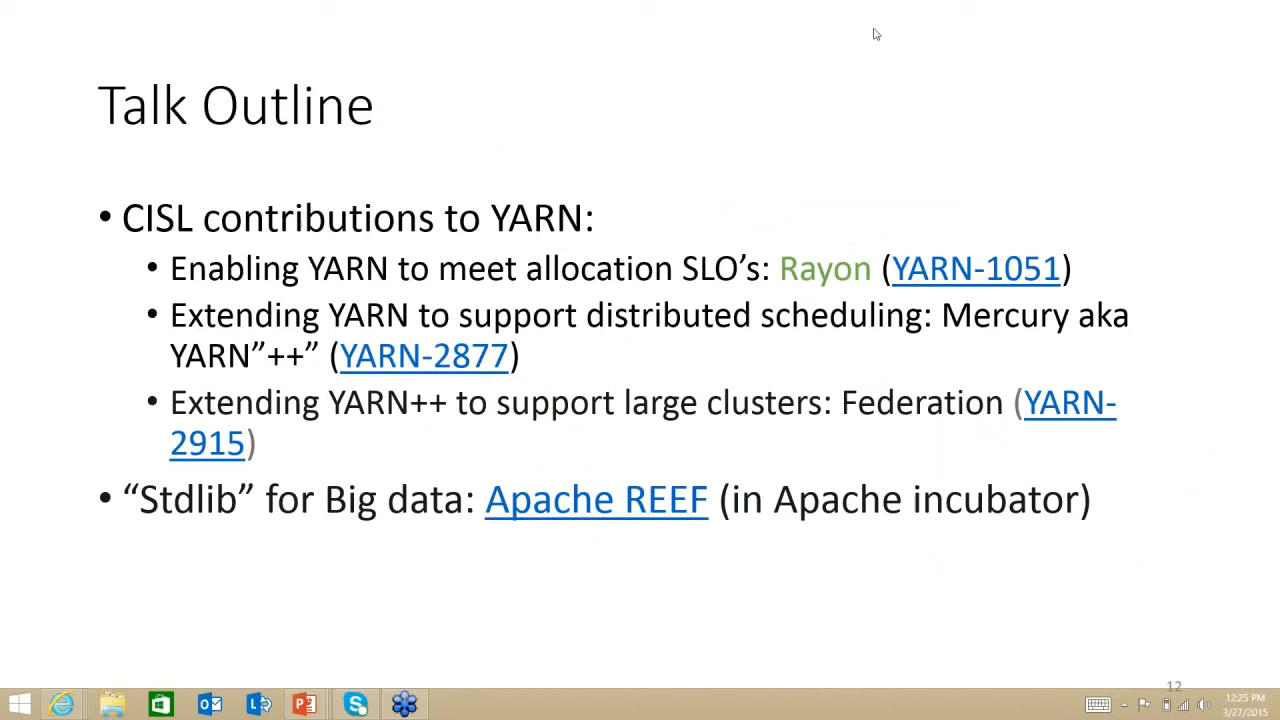 Talk Outline
• CISL contributions to YARN:
• Enabling YARN to meet allocation SLO’s: Rayon (YARN-1051)
• Extending YARN to support distributed scheduling: Mercury aka
YARN”++” (YARN-2877)
• Extending YARN++ to support large clusters: Federation (YARN-
2915)
• “Stdlib” for Big data: Apache REEF (in Apache incubator)
12
12:25 PM
3/27/2015